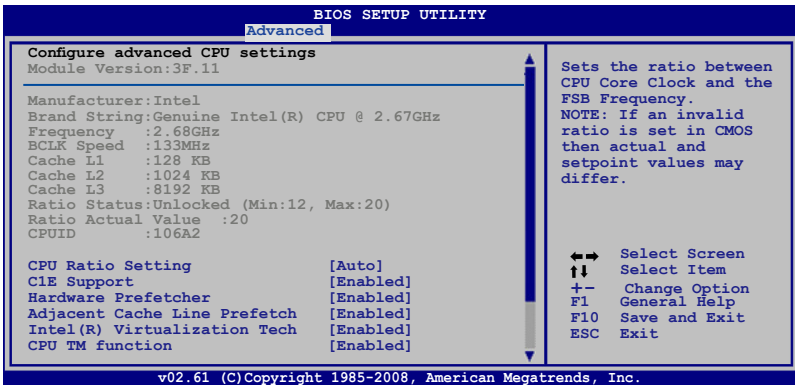 BIOS SETUP UTILITY
Advanced
Configure advanced CPU settings
Module Version:3F.11
Manufacturer:Intel
Brand String:Genuine Intel(R) CPU @ 2.67GHz
Frequency :2.68GHz
BCLK Speed :133MHz
Cache L1 :128 KB
Cache L2 :1024 KB
Cache L3 :8192 KB
Ratio Status:Unlocked (Min:12, Max:20)
Ratio Actual Value :20
CPUID :106A2
CPU Ratio Setting [Auto]
C1E Support [Enabled]
Hardware Prefetcher [Enabled]
Adjacent Cache Line Prefetch [Enabled]
Intel(R) Virtualization Tech [Enabled]
CPU TM function [Enabled]
Sets the ratio between
CPU Core Clock and the
FSB Frequency.
NOTE: If an invalid
ratio is set in CMOS
then actual and
setpoint values may
differ.
←→ Select Screen
↑↓ Select Item
+- Change Option
F1 General Help
F10 Save and Exit
ESC Exit
v02.61 (C)Copyright 1985-2008, American Megatrends, Inc.